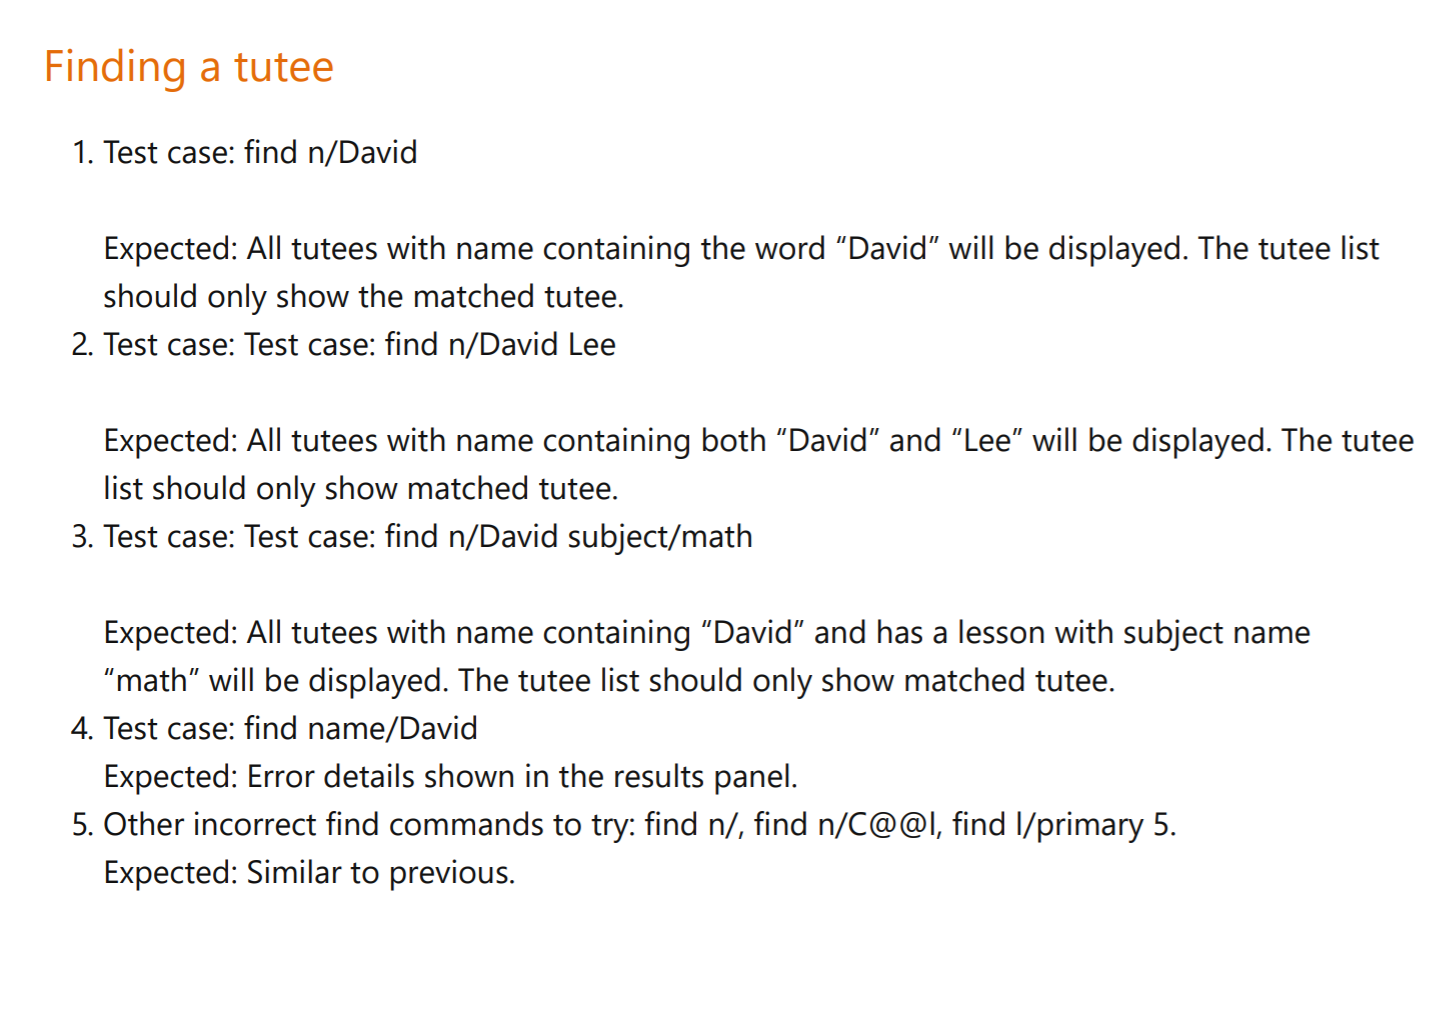 Finding a tutee
1. Test case: find n/David
Expected: All tutees with name containing the word “David” will be displayed. The tutee list
should only show the matched tutee.
2. Test case: Test case: find n/David Lee
Expected: All tutees with name containing both “David” and “Lee” will be displayed. The tutee
list should only show matched tutee.
3. Test case: Test case: find n/David subject/math
Expected: All tutees with name containing “David” and has a lesson with subject name
“math” will be displayed. The tutee list should only show matched tutee.
4. Test case: find name/David
Expected: Error details shown in the results panel.
5. Other incorrect find commands to try: find n/, find n/C@@l, find l/primary 5.
Expected: Similar to previous.